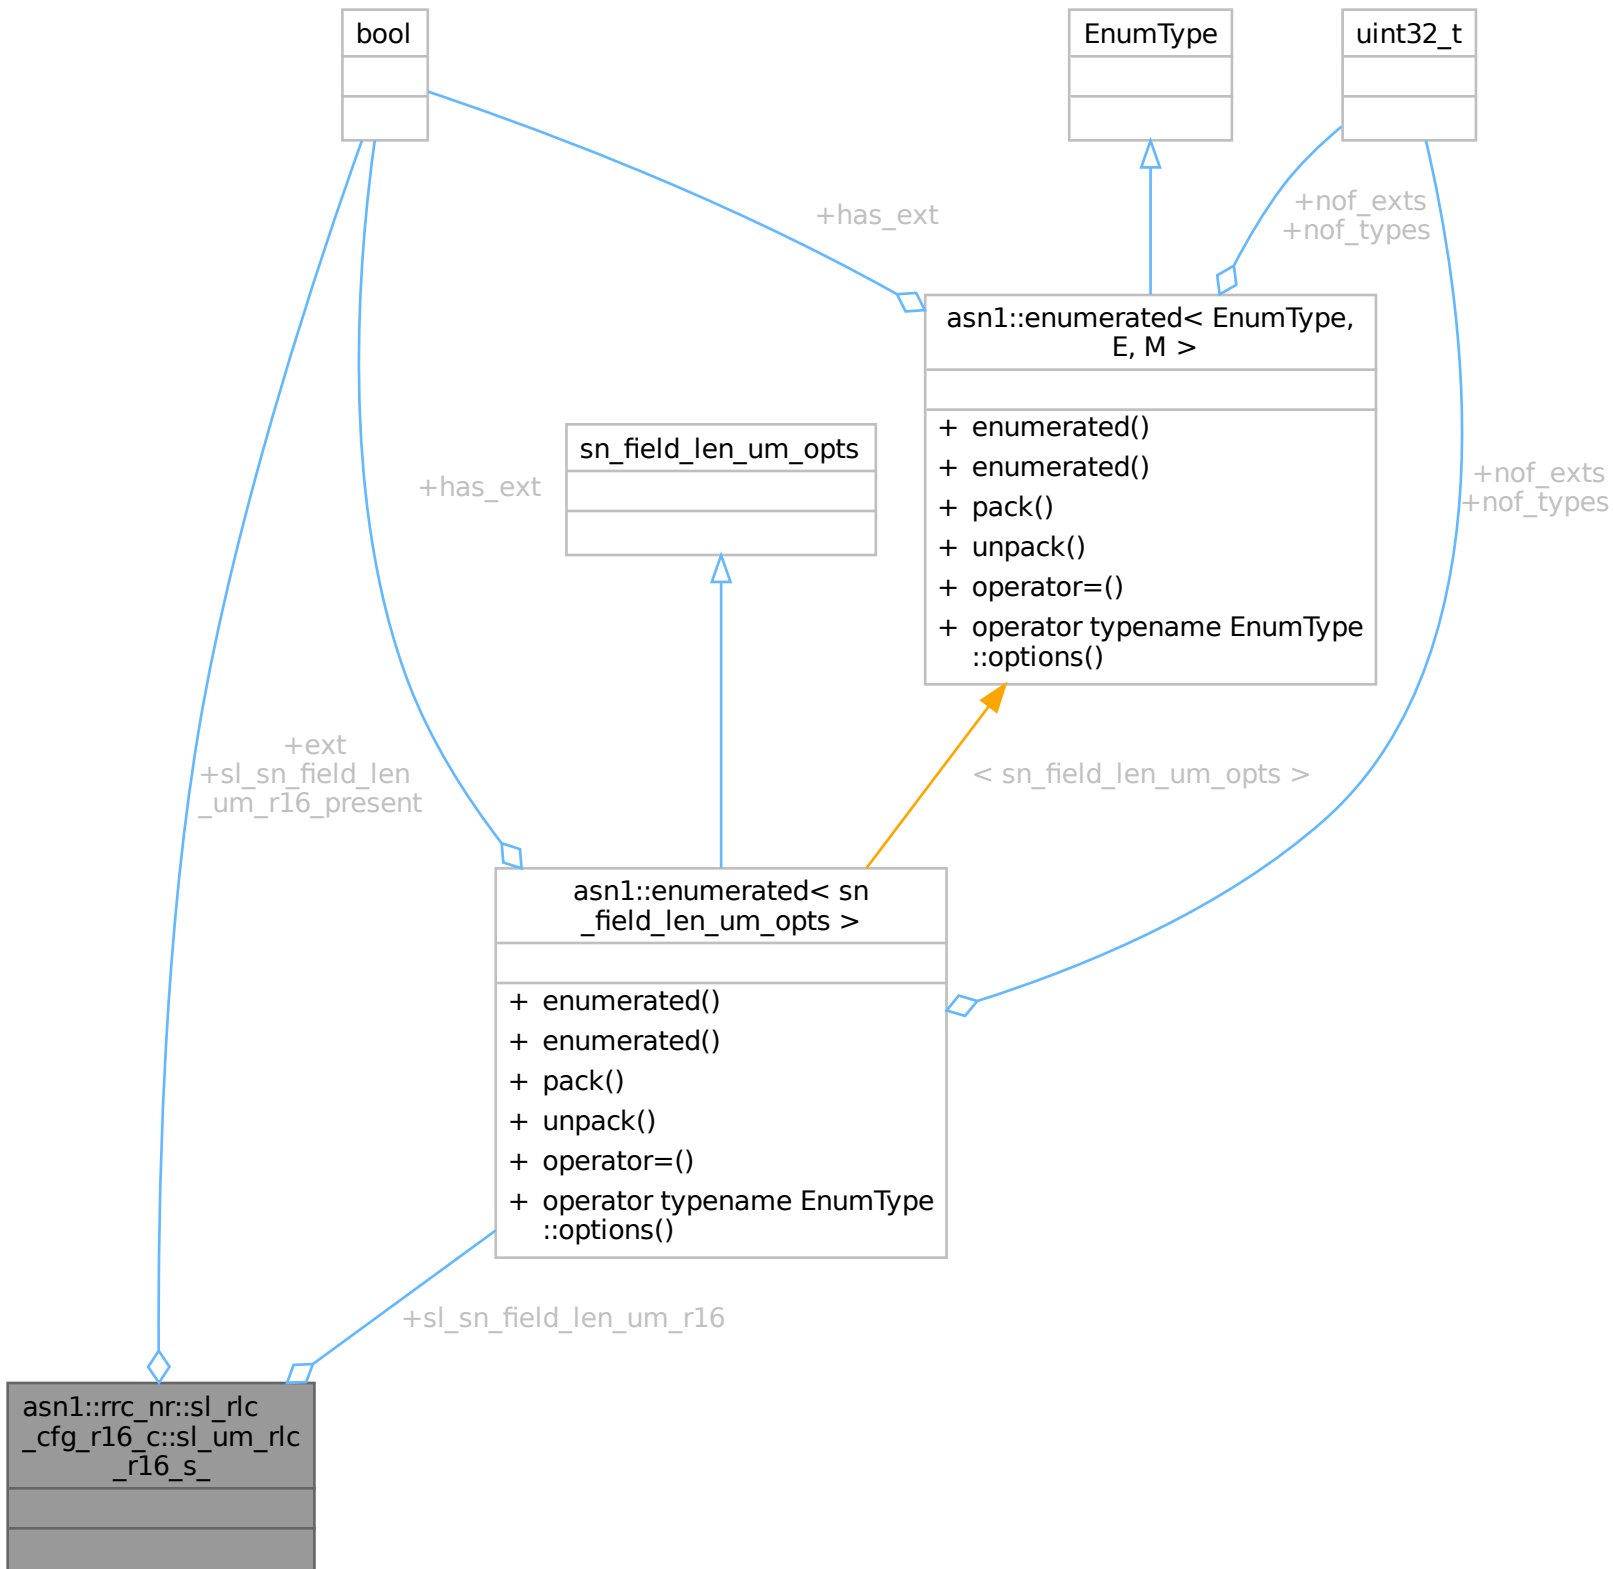 bool
EnumType
uint32_t
+has_ext
+nof_exts
+nof_types
asn1::enumerated< EnumType,
E, M >
+ enumerated()
+ enumerated()
+ pack()
+ unpack()
+ operator=()
+ operator typename EnumType
::options()
sn_field_len_um_opts
+has_ext
+nof_exts
+nof_types
+ext
+sl_sn_field_len
_um_r16_present
< sn_field_len_um_opts >
asn1::enumerated< sn
_field_len_um_opts >
+ enumerated()
+ enumerated()
+ pack()
+ unpack()
+ operator=()
+ operator typename EnumType
::options()
+sl_sn_field_len_um_r16
asn1::rrc_nr::sl_rlc
_cfg_r16_c::sl_um_rlc
_r16_s_